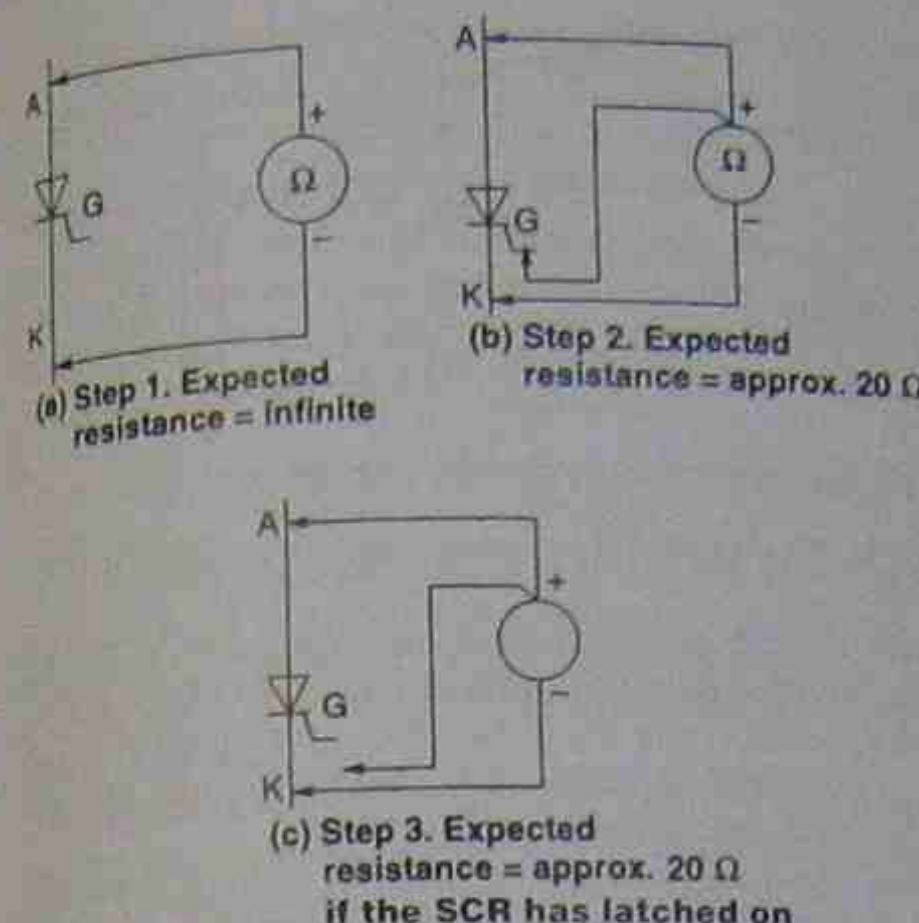 A
+
G
Ω
−
K
(a) Step 1. Expected
resistance = infinite
A
+
Ω
G
−
K
(b) Step 2. Expected
resistance = approx. 20 Ω
A
+
G
−
K
(c) Step 3. Expected
resistance = approx. 20 Ω
if the SCR has latched on